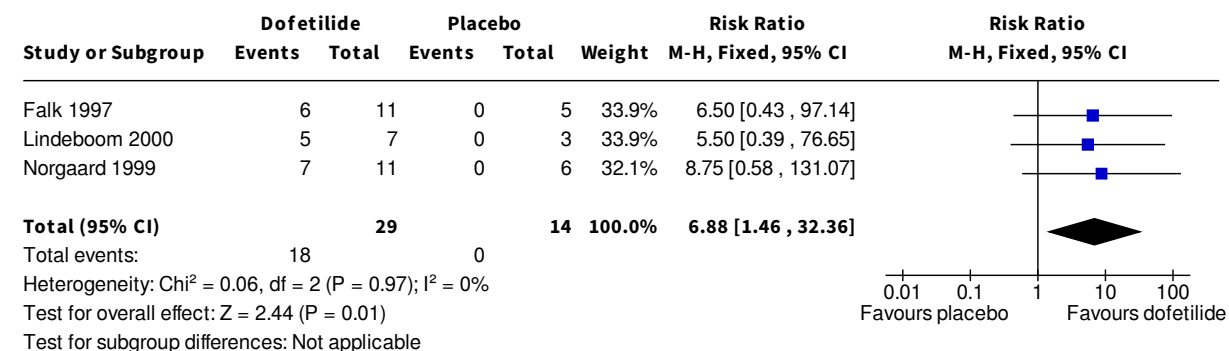 Dofetilide Placebo Risk Ratio Risk Ratio
Study or Subgroup Events Total Events Total Weight M-H, Fixed, 95% CI M-H, Fixed, 95% CI
Falk 1997 6 11 0 5 33.9% 6.50 [0.43 , 97.14]
Lindeboom 2000 5 7 0 3 33.9% 5.50 [0.39 , 76.65]
Norgaard 1999 7 11 0 6 32.1% 8.75 [0.58 , 131.07]
Total (95% CI) 29 14 100.0% 6.88 [1.46 , 32.36]
Total events: 18 0
Heterogeneity: Chi² = 0.06, df = 2 (P = 0.97); I² = 0%
Test for overall effect: Z = 2.44 (P = 0.01)
Test for subgroup differences: Not applicable
0.01 0.1 1 10 100
Favours placebo Favours dofetilide